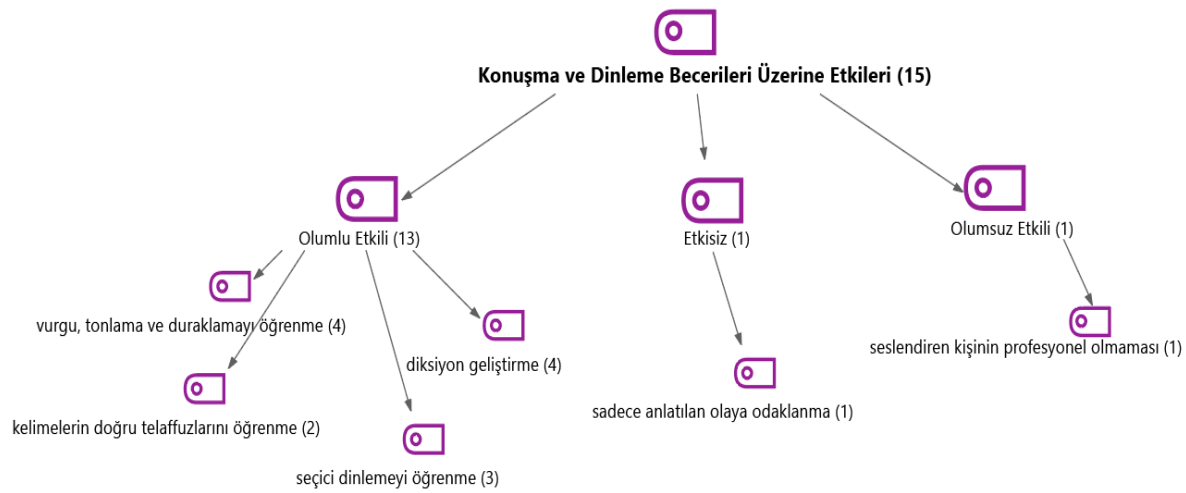 Konuşma ve Dinleme Becerileri Üzerine Etkileri (15)
Olumlu Etkili (13)
Etkisiz (1)
Olumsuz Etkili (1)
vurgu, tonlama ve duraklamayı öğrenme (4)
diksiyon geliştirme (4)
kelimelerin doğru telaffuzlarını öğrenme (2)
seçici dinlemeyi öğrenme (3)
sadece anlatılan olaya odaklanma (1)
seslendiren kişinin profesyonel olmaması (1)